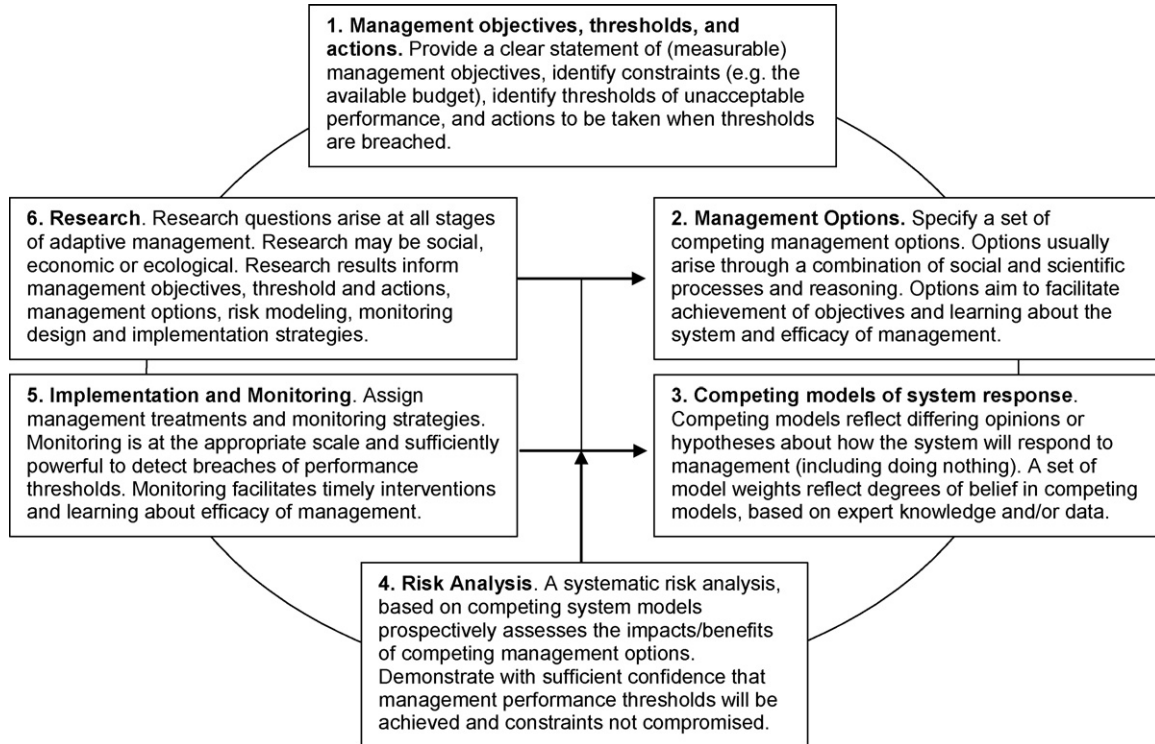 1. Management objectives, thresholds, and
actions. Provide a clear statement of (measurable)
management objectives, identify constraints (e.g. the
available budget), identify thresholds of unacceptable
performance, and actions to be taken when thresholds
are breached.
6. Research. Research questions arise at all stages
of adaptive management. Research may be social,
economic or ecological. Research results inform
management objectives, threshold and actions,
management options, risk modeling, monitoring
design and implementation strategies.
2. Management Options. Specify a set of
competing management options. Options usually
arise through a combination of social and scientific
processes and reasoning. Options aim to facilitate
achievement of objectives and learning about the
system and efficacy of management.
5. Implementation and Monitoring. Assign
management treatments and monitoring strategies.
Monitoring is at the appropriate scale and sufficiently
powerful to detect breaches of performance
thresholds. Monitoring facilitates timely interventions
and learning about efficacy of management.
3. Competing models of system response.
Competing models reflect differing opinions or
hypotheses about how the system will respond to
management (including doing nothing). A set of
model weights reflect degrees of belief in competing
models, based on expert knowledge and/or data.
4. Risk Analysis. A systematic risk analysis,
based on competing system models
prospectively assesses the impacts/benefits
of competing management options.
Demonstrate with sufficient confidence that
management performance thresholds will be
achieved and constraints not compromised.